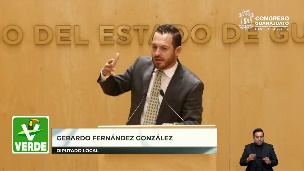 O DEL ESTADO DE GU
CONGRESO
GUANAJUATO
VERDE
GERARDO FERNÁNDEZ GONZÁLEZ
DIPUTADO LOCAL